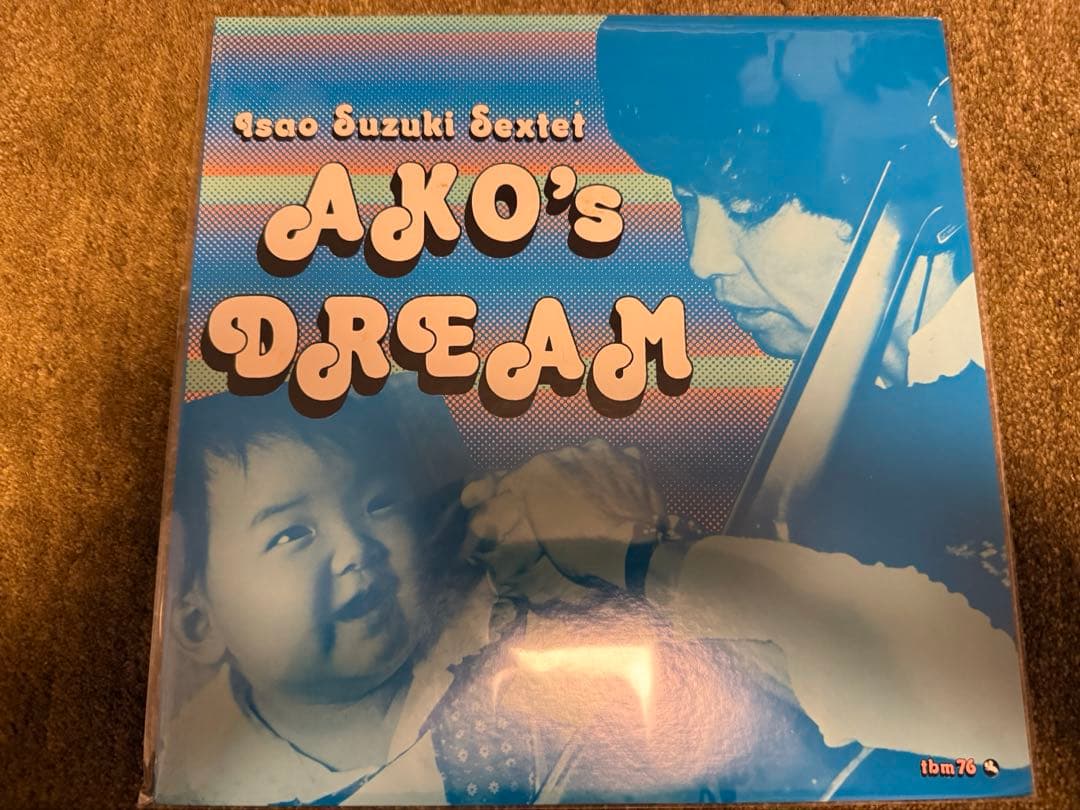 Isao Suzuki Sextet
AKO's
DREAM
tbm76